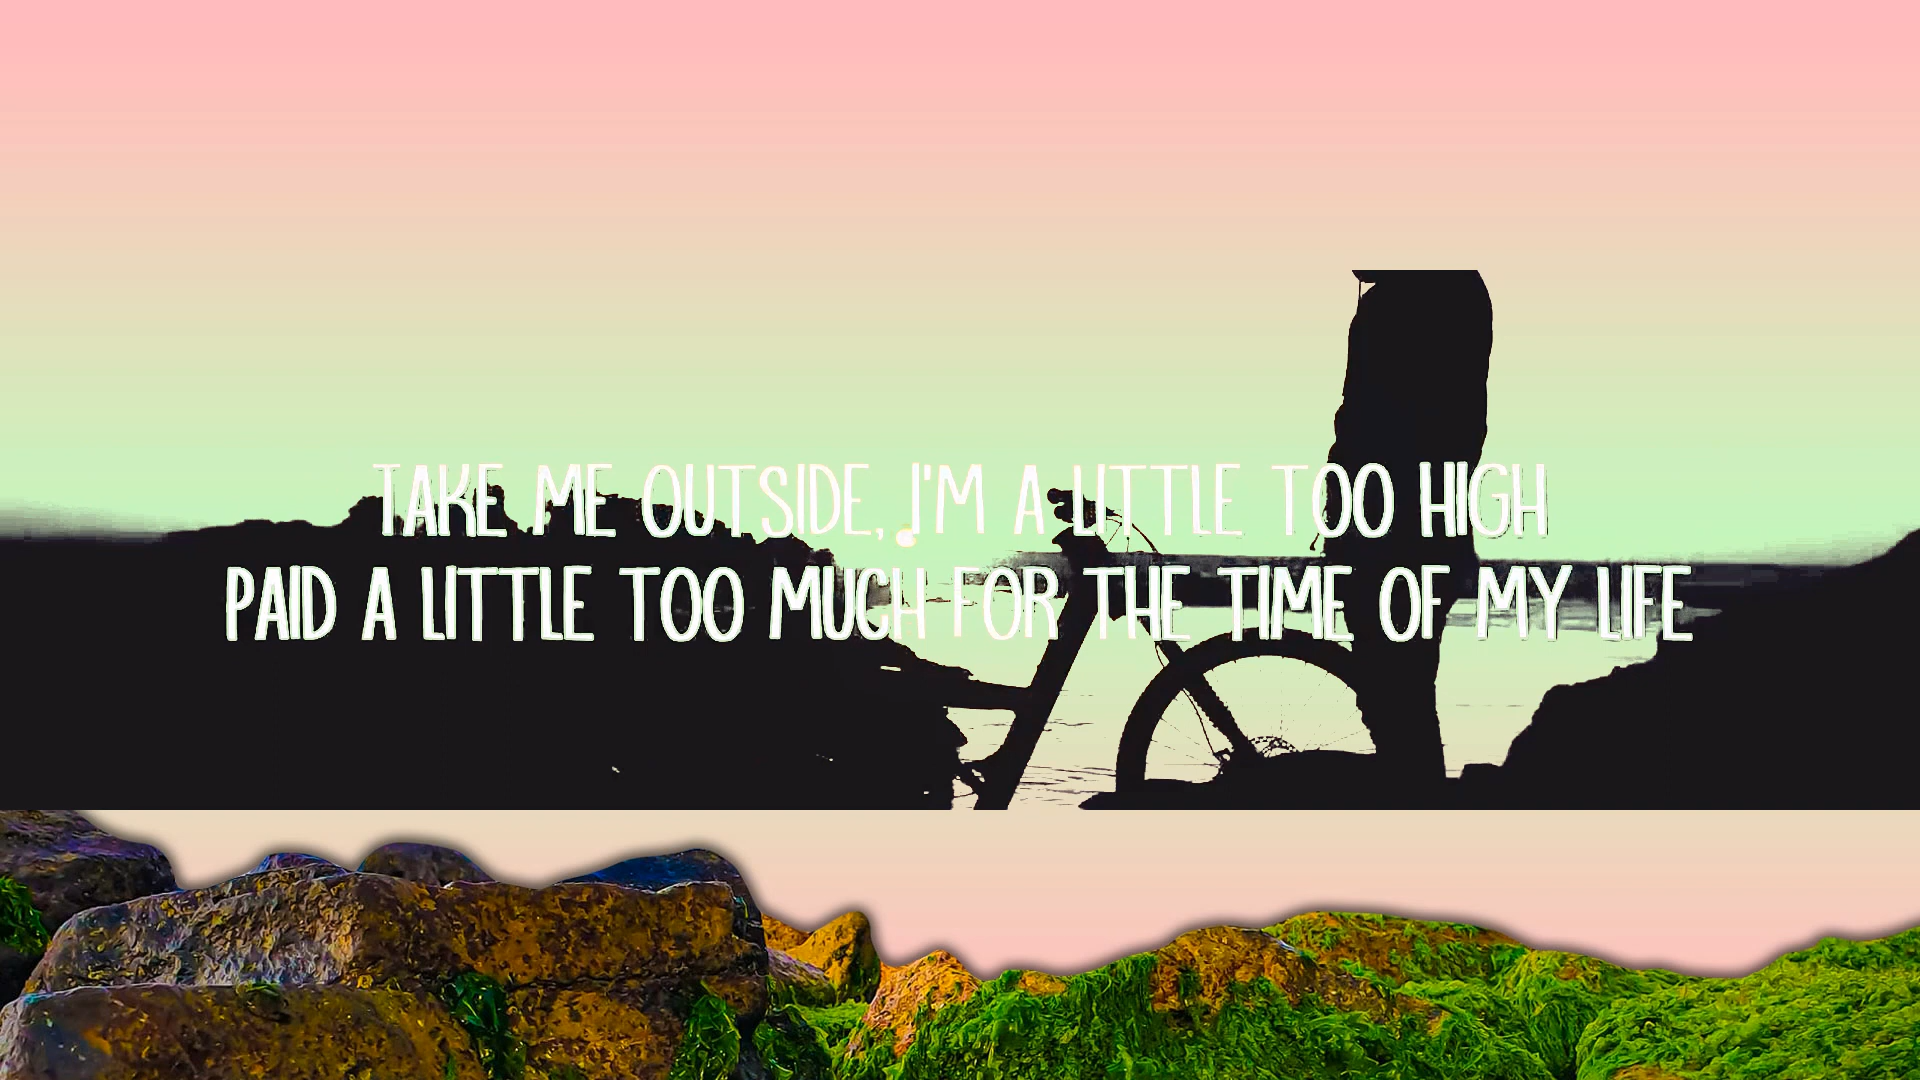 TAKE ME OUTSIDE, I'M A LITTLE TOO HIGH
PAID A LITTLE TOO MUCH FOR THE TIME OF MY LIFE